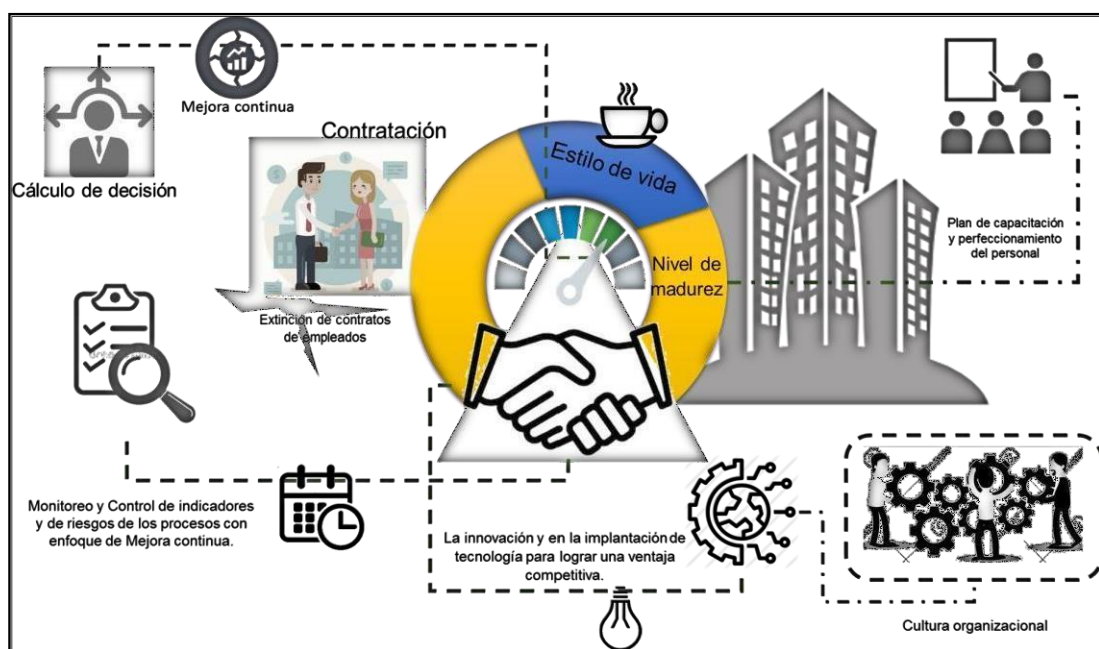 Mejora continua
Cálculo de decisión
Contratación
Estilo de vida
Nivel de
madurez
Plan de capacitación
y perfeccionamiento
del personal
Extinción de contratos
de empleados
Monitoreo y Control de indicadores
y de riesgos de los procesos con
enfoque de Mejora continua.
La innovación y en la implantación de
tecnología para lograr una ventaja
competitiva.
Cultura organizacional